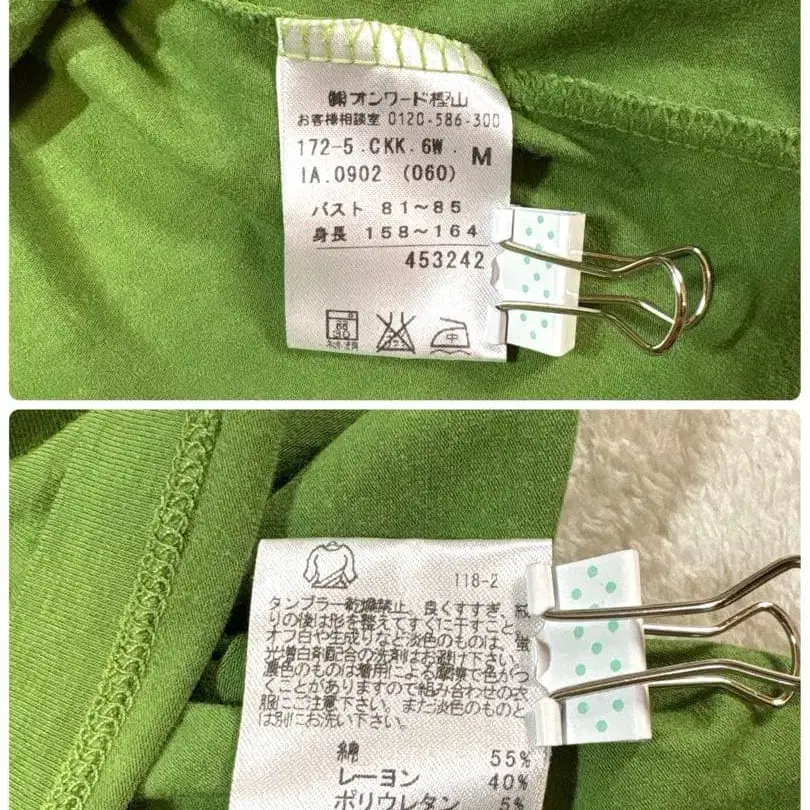 ㈱オンワード樫山
お客様相談室 0120-586-300
172-5.CKK.6W. M
IA.0902 (060)
バスト 81～85
身長 158～164
453242
中
118-2
タンブラー乾燥禁止。良くすすぎ、絞
りの後は形を整えてすぐに干すこと。
オフ白や生成りなど淡色のものは、蛍
光増白剤配合の洗剤はお避け下さい。
濃色のものは着用による摩擦で色がつ
くことがありますので組み合わせの衣
服にご注意下さい。また淡色のものと
は別にお洗い下さい。
綿 55%
レーヨン 40%
ポリウレタン 5%